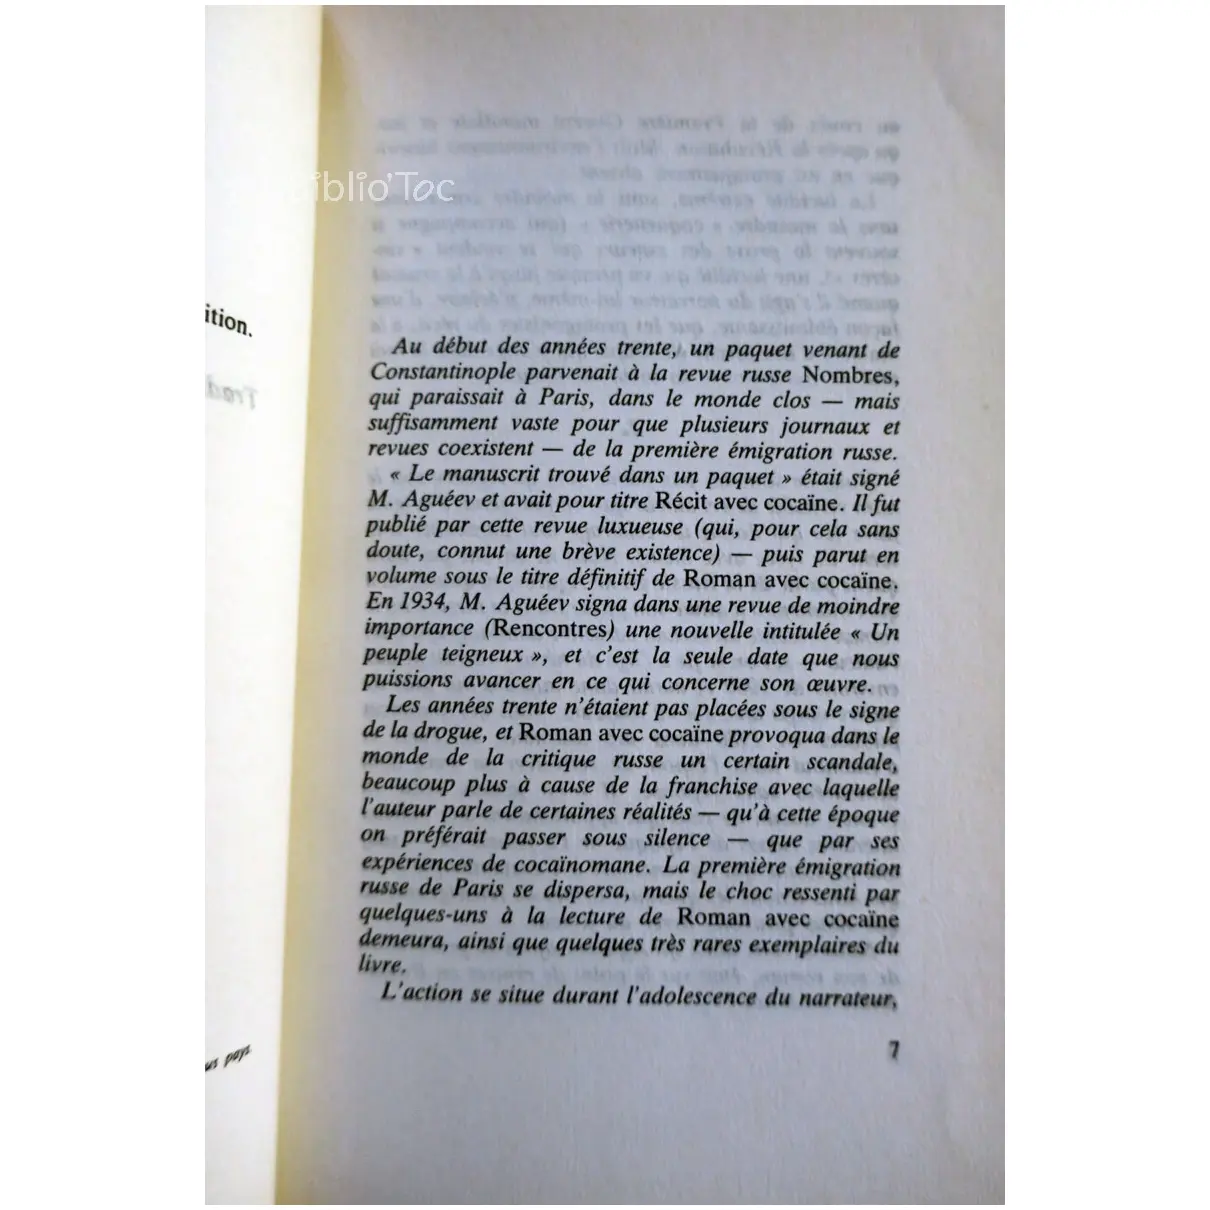 Biblio'Toc
ition.
Trad
us pays
Au début des années trente, un paquet venant de
Constantinople parvenait à la revue russe Nombres,
qui paraissait à Paris, dans le monde clos — mais
suffisamment vaste pour que plusieurs journaux et
revues coexistent — de la première émigration russe.
« Le manuscrit trouvé dans un paquet » était signé
M. Aguéev et avait pour titre Récit avec cocaïne. Il fut
publié par cette revue luxueuse (qui, pour cela sans
doute, connut une brève existence) — puis parut en
volume sous le titre définitif de Roman avec cocaïne.
En 1934, M. Aguéev signa dans une revue de moindre
importance (Rencontres) une nouvelle intitulée « Un
peuple teigneux », et c'est la seule date que nous
puissions avancer en ce qui concerne son œuvre.
Les années trente n'étaient pas placées sous le signe
de la drogue, et Roman avec cocaïne provoqua dans le
monde de la critique russe un certain scandale,
beaucoup plus à cause de la franchise avec laquelle
l'auteur parle de certaines réalités — qu'à cette époque
on préférait passer sous silence — que par ses
expériences de cocaïnomane. La première émigration
russe de Paris se dispersa, mais le choc ressenti par
quelques-uns à la lecture de Roman avec cocaïne
demeura, ainsi que quelques très rares exemplaires du
livre.
L'action se situe durant l'adolescence du narrateur,
7